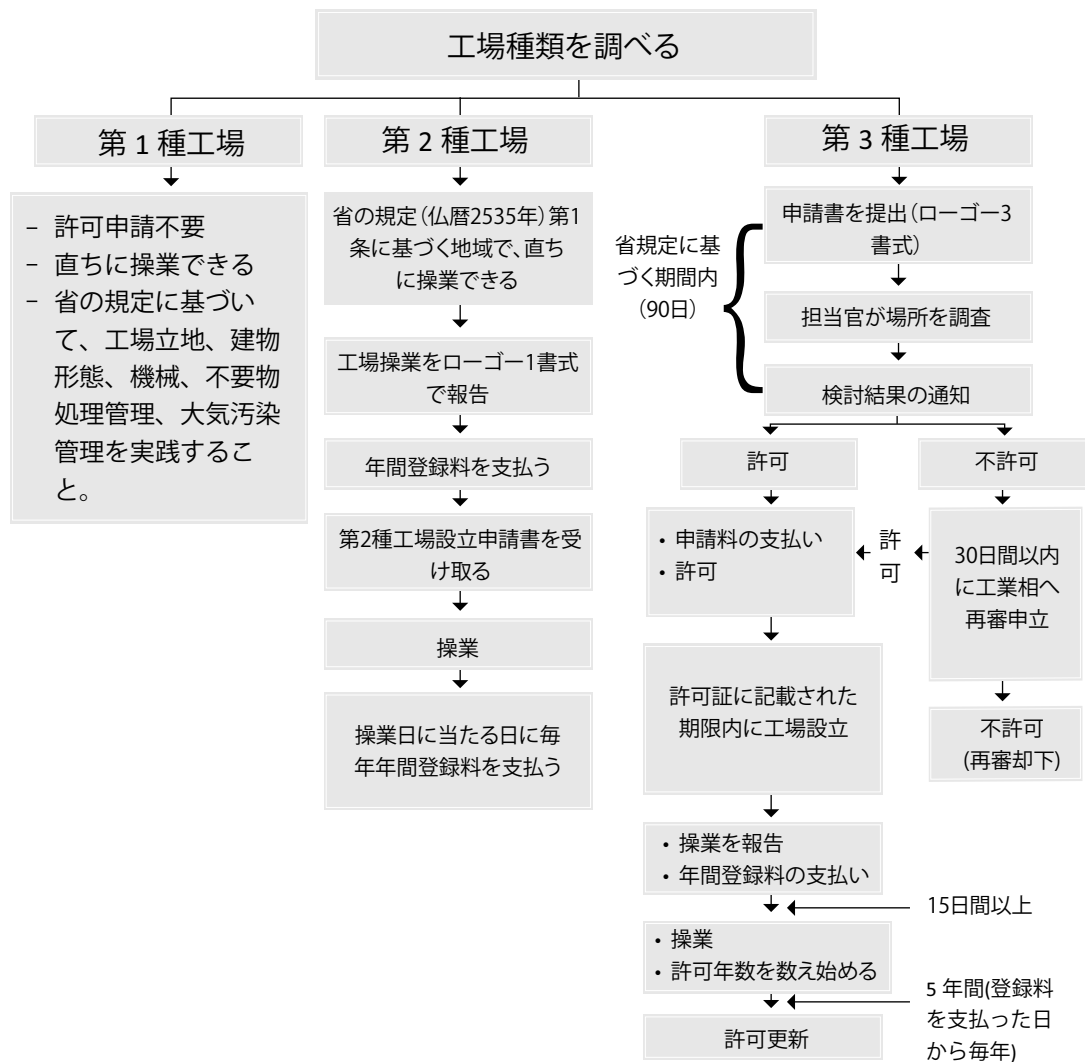 工場種類を調べる
第 1 種工場
– 許可申請不要
– 直ちに操業できる
– 省の規定に基づい
て、工場立地、建物
形態、機械、不要物
処理管理、大気汚染
管理を実践するこ
と。
第 2 種工場
省の規定(仏暦2535年)第1
条に基づく地域で、直ち
に操業できる
工場操業をローゴー1書式
で報告
年間登録料を支払う
第2種工場設立申請書を受
け取る
操業
操業日に当たる日に毎
年年間登録料を支払う
第 3 種工場
省規定に基
づく期間内
(90日)
申請書を提出(ローゴー3
書式)
担当官が場所を調査
検討結果の通知
許可
不許可
• 申請料の支払い
• 許可
許
可
30日間以内
に工業相へ
再審申立
許可証に記載された
期限内に工場設立
不許可
(再審却下)
• 操業を報告
• 年間登録料の支払い
15日間以上
• 操業
• 許可年数を数え始める
5 年間(登録料
を支払った日
から毎年)
許可更新